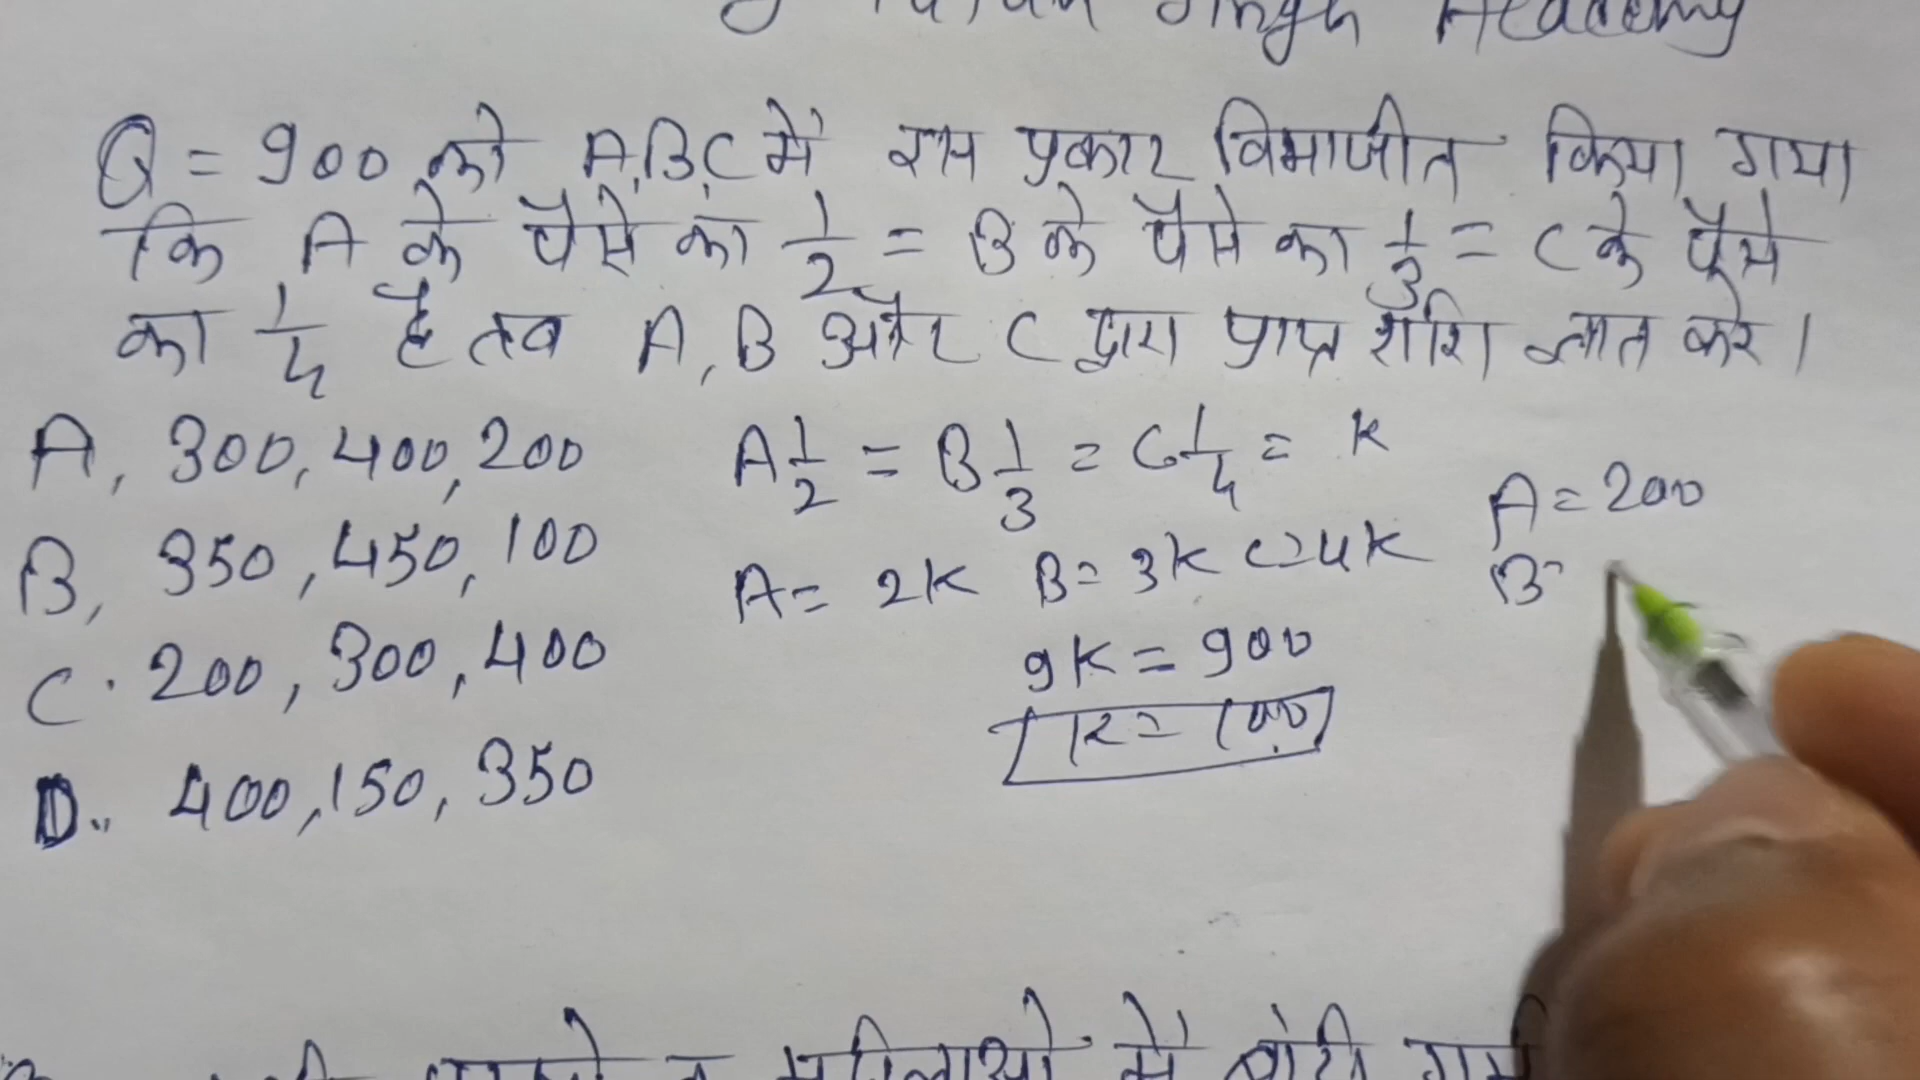 Academy
Q = 900 को A,B,C में इस प्रकार विभाजीत किया गया
कि A के पैसे का 1/2 = B के पैसे का 1/3 = C के पैसे
का 1/4 है तब A, B और C द्वारा प्राप्त राशि ज्ञात करे।
A, 300, 400, 200
B, 350, 450, 100
C. 200, 300, 400
D.. 400, 150, 350
A 1/2 = B 1/3 = C 1/4 = K
A = 2K B = 3K C = 4K
9K = 900
K = 100
A = 200
B =
में बांटी